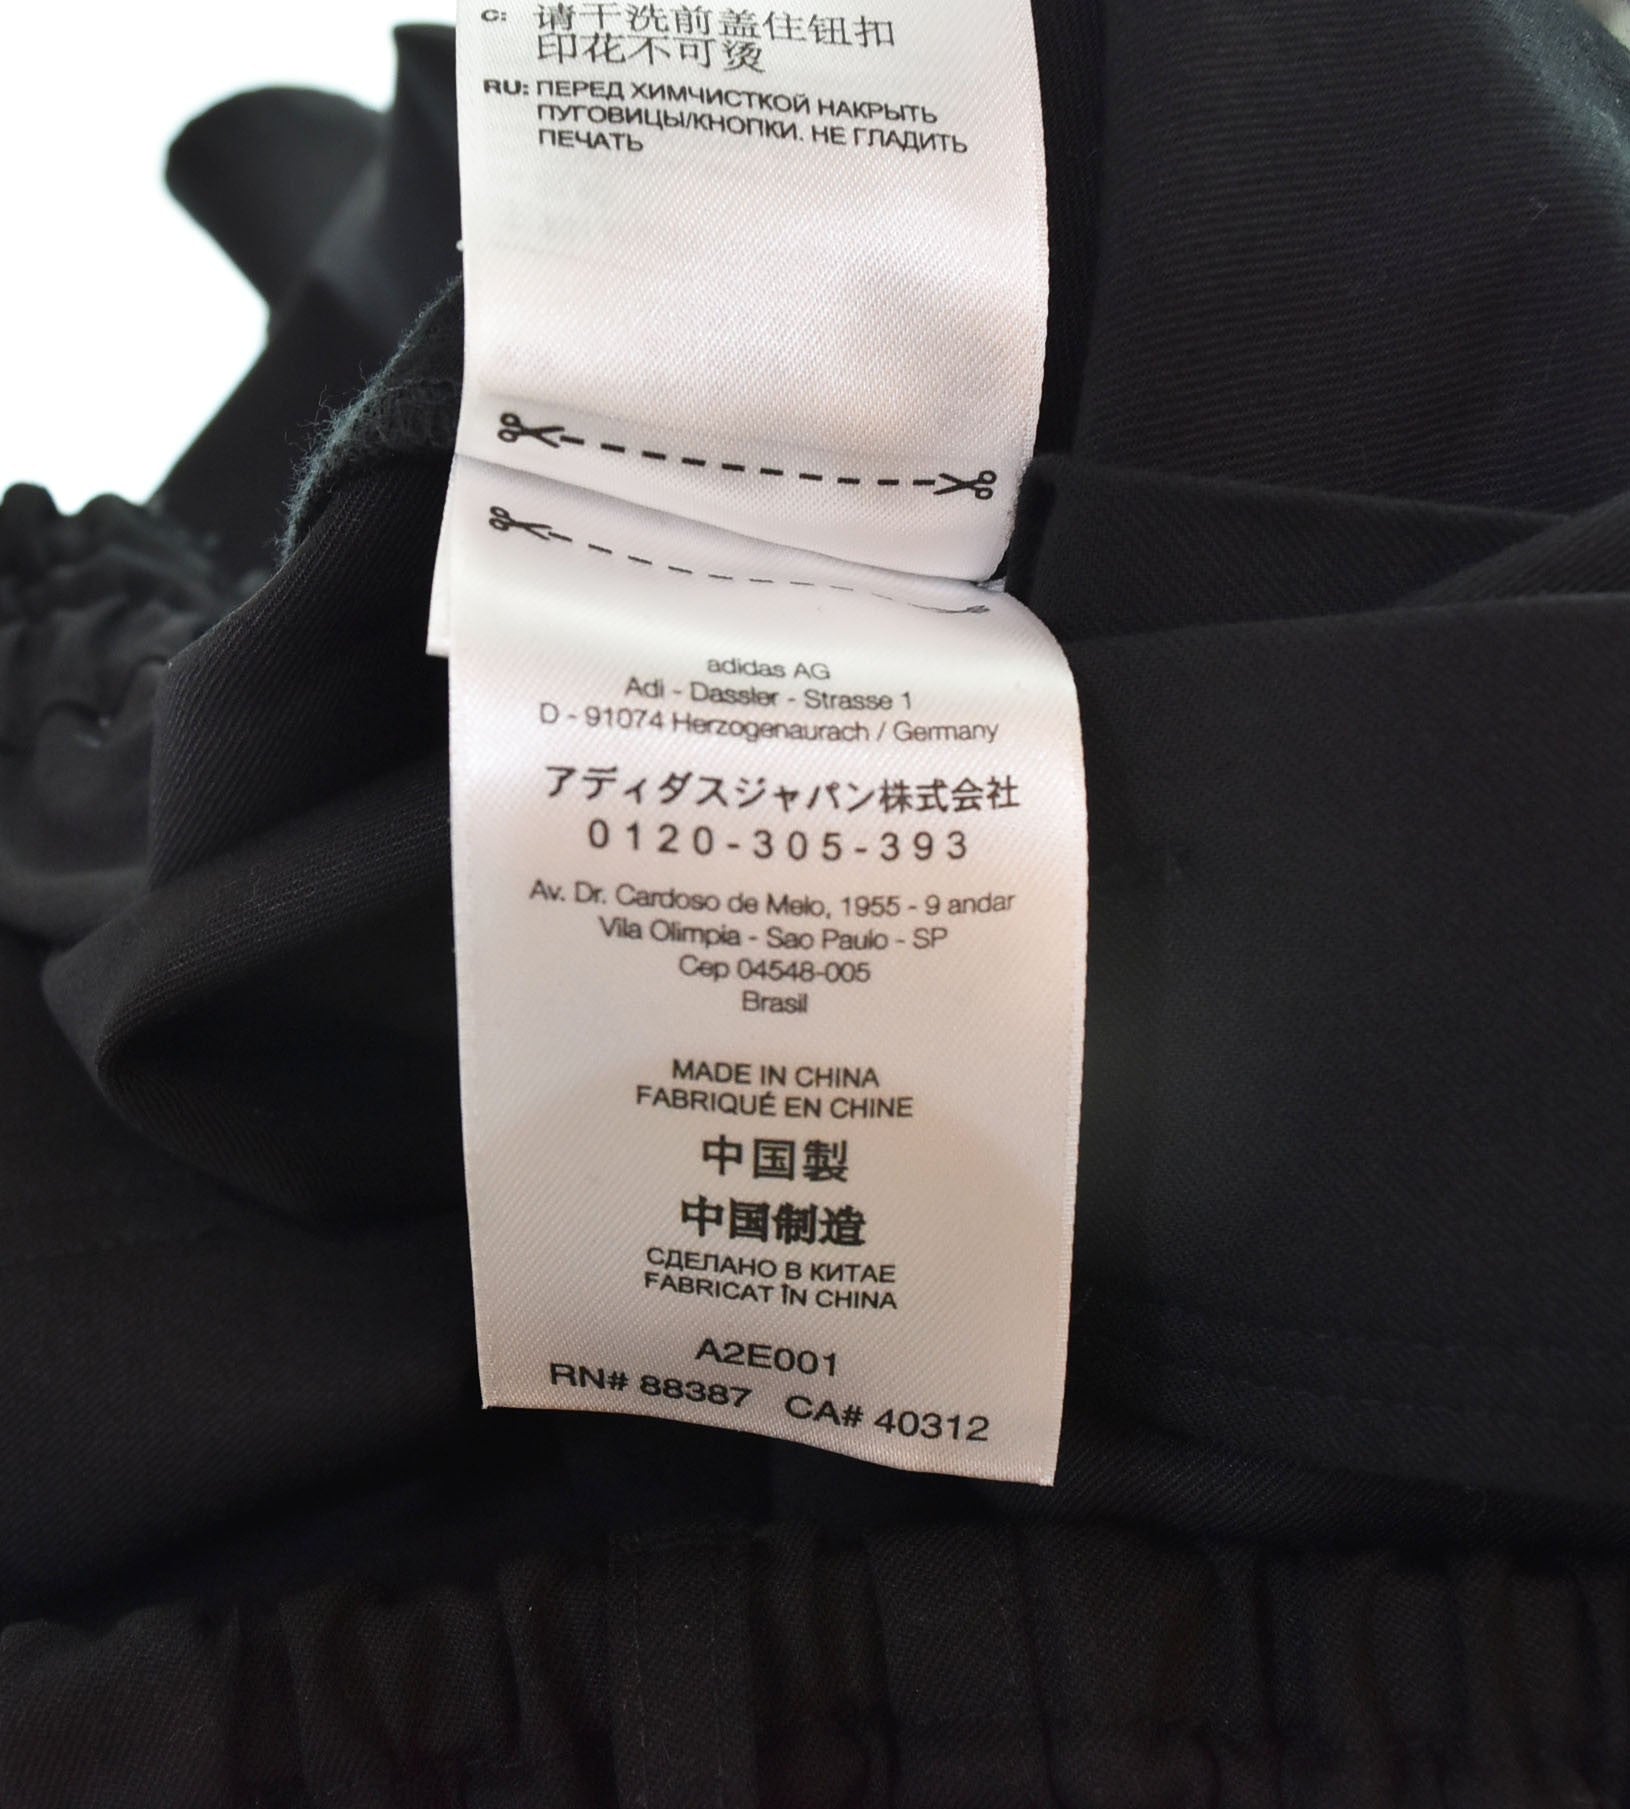 C: 请干洗前盖住钮扣
印花不可烫
RU: ПЕРЕД ХИМЧИСТКОЙ НАКРЫТЬ
ПУГОВИЦЫ/КНОПКИ. НЕ ГЛАДИТЬ
ПЕЧАТЬ
adidas AG
Adi - Dassler - Strasse 1
D - 91074 Herzogenaurach / Germany
アディダスジャパン株式会社
0120-305-393
Av. Dr. Cardoso de Melo, 1955 - 9 andar
Vila Olimpia - Sao Paulo - SP
Cep 04548-005
Brasil
MADE IN CHINA
FABRIQUÉ EN CHINE
中国製
中国制造
СДЕЛАНО В КИТАЕ
FABRICAT ÎN CHINA
A2E001
RN# 88387 CA# 40312